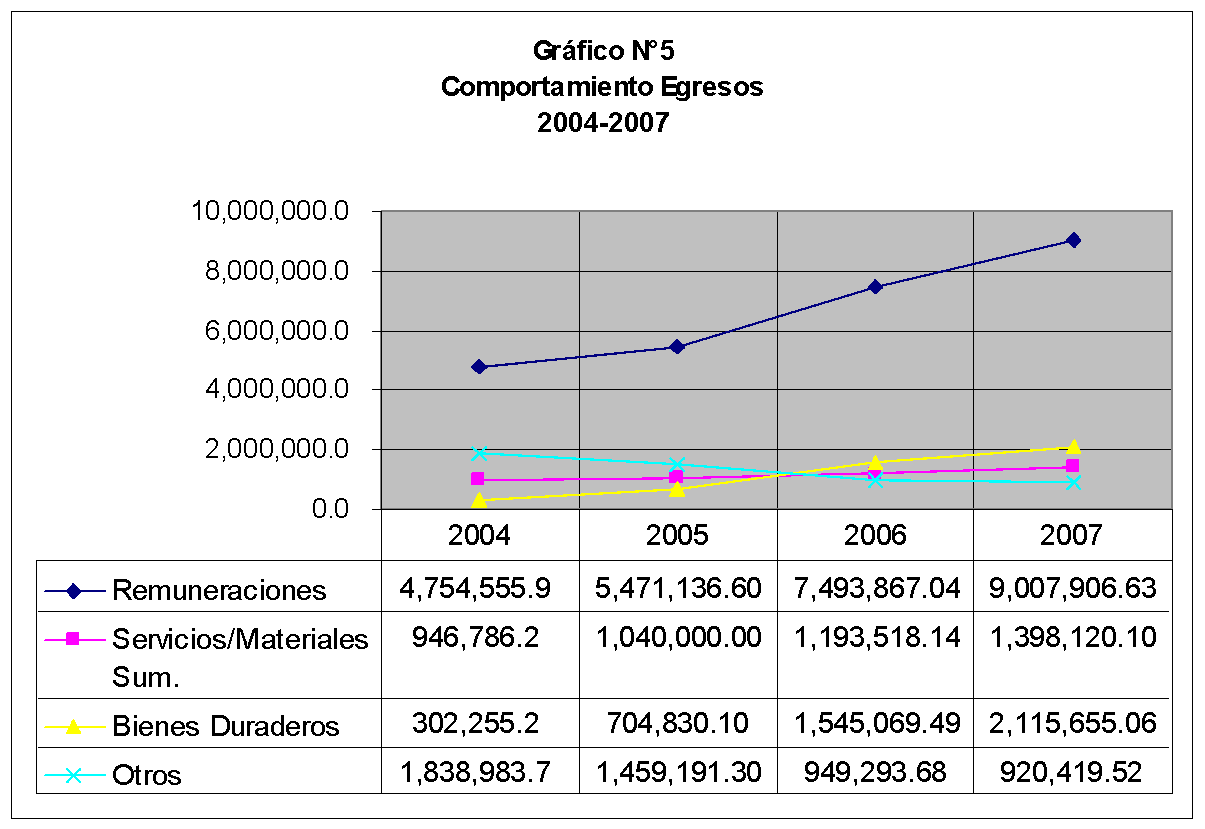 Gráfico N°5
Comportamiento Egresos
2004-2007
10,000,000.0
8,000,000.0
6,000,000.0
4,000,000.0
2,000,000.0
0.0
2004 2005 2006 2007
Remuneraciones 4,754,555.9 5,471,136.60 7,493,867.04 9,007,906.63
Servicios/Materiales 946,786.2 1,040,000.00 1,193,518.14 1,398,120.10
Sum.
Bienes Duraderos 302,255.2 704,830.10 1,545,069.49 2,115,655.06
Otros 1,838,983.7 1,459,191.30 949,293.68 920,419.52